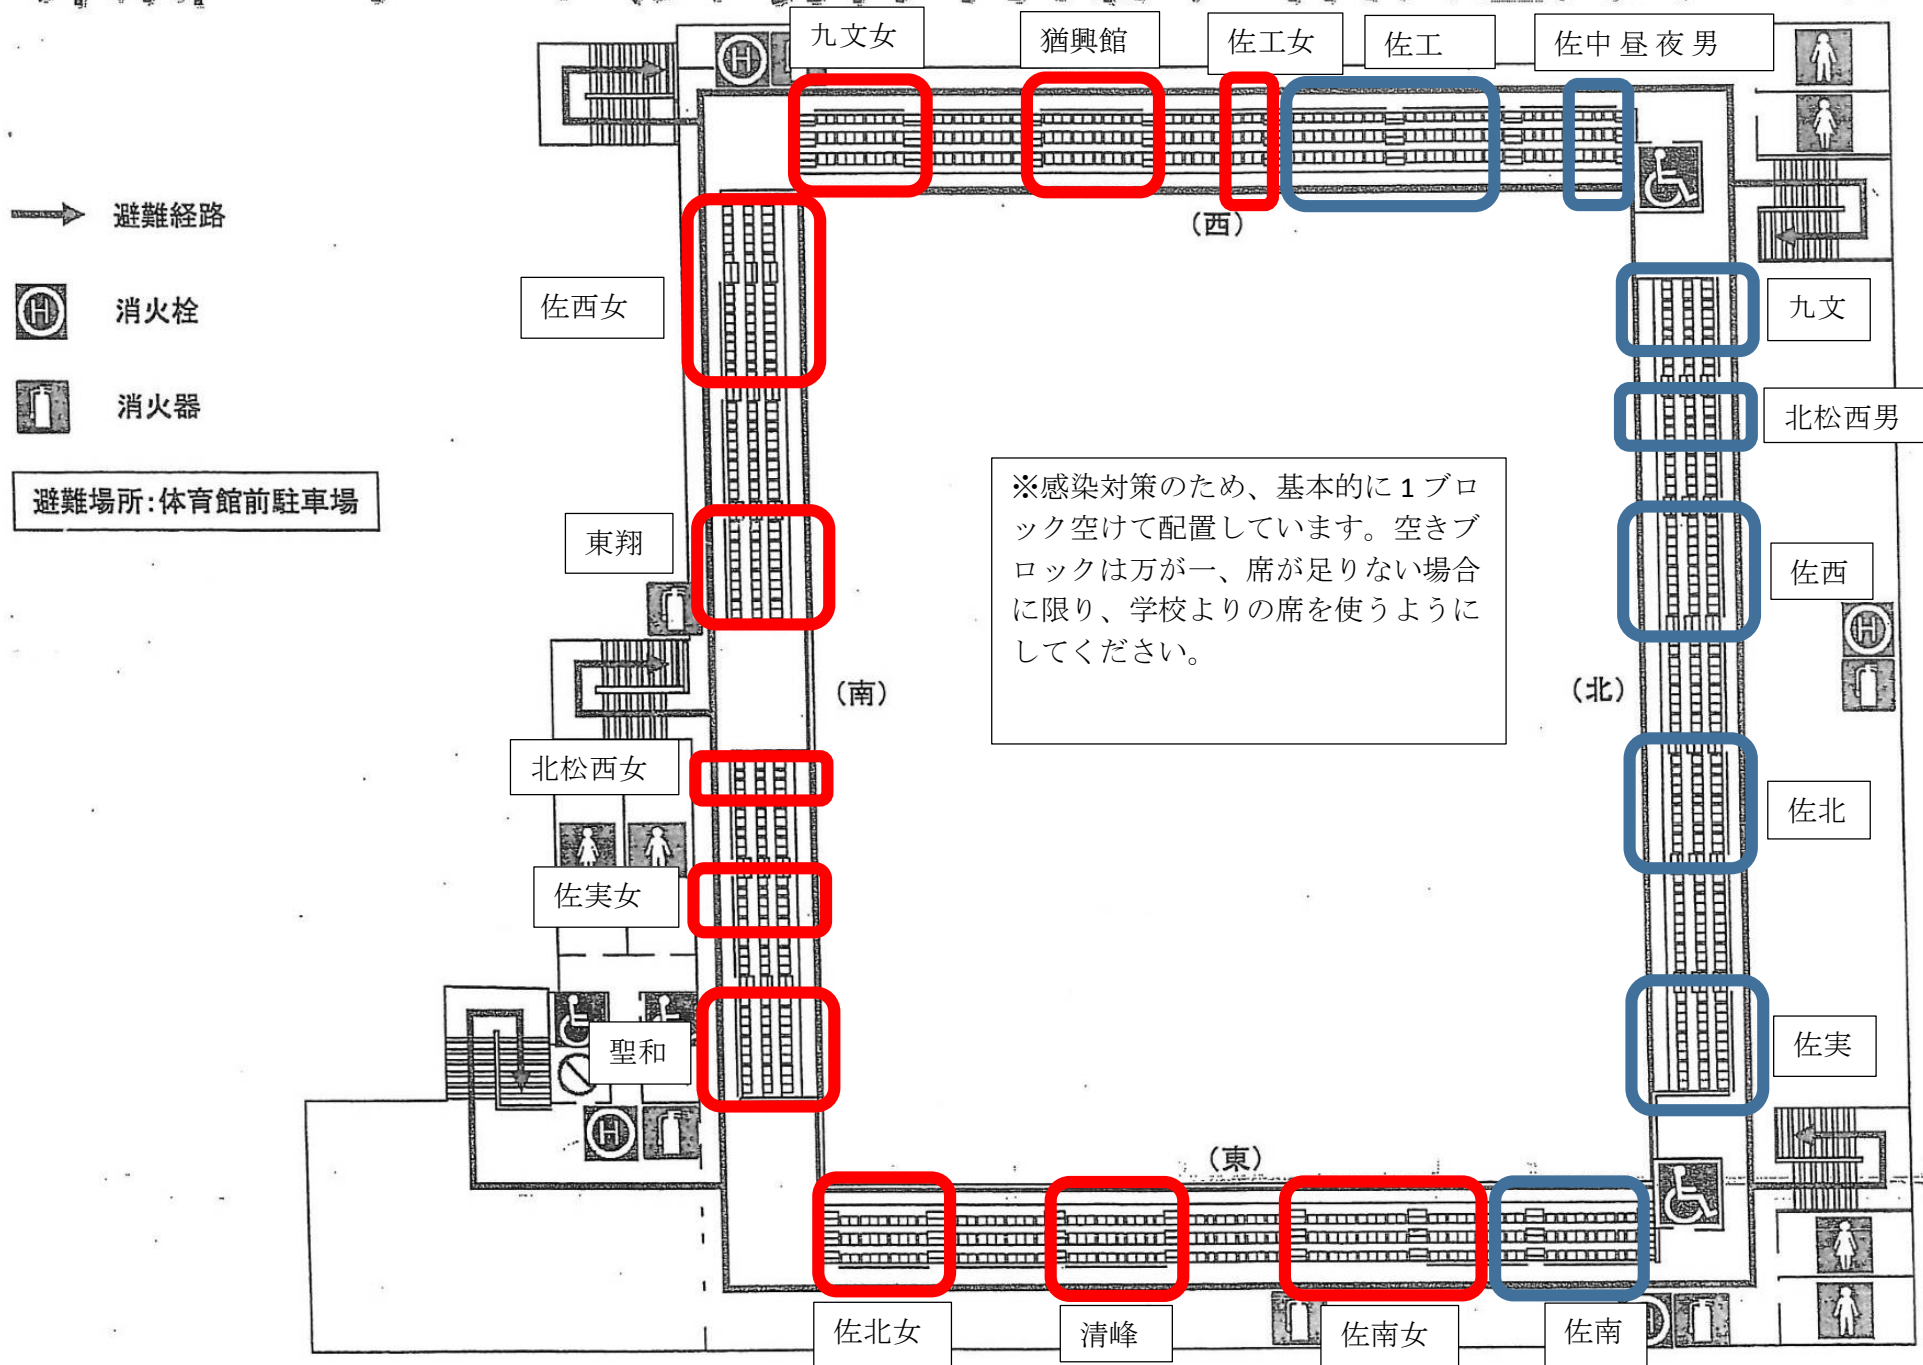 九文女
猶興館
佐工女
佐工
佐中昼夜男
避難経路
消火栓
消火器
避難場所:体育館前駐車場
(西)
佐西女
九文
北松西男
※感染対策のため、基本的に1ブロ
ック空けて配置しています。空きブ
ロックは万が一、席が足りない場合
に限り、学校よりの席を使うように
してください。
東翔
佐西
(南)
(北)
北松西女
佐北
佐実女
聖和
佐実
(東)
佐北女
清峰
佐南女
佐南
H
H
H
H
H